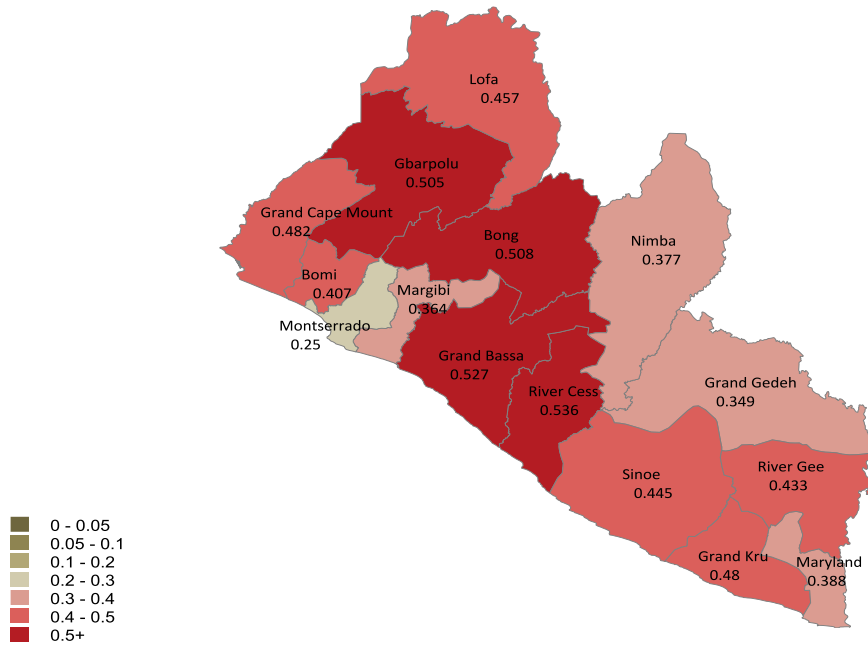 Lofa
0.457
Gbarpolu
0.505
Grand Cape Mount
0.482
Bong
0.508
Nimba
0.377
Bomi
0.407
Margibi
0.364
Montserrado
0.25
Grand Bassa
0.527
River Cess
0.536
Grand Gedeh
0.349
Sinoe
0.445
River Gee
0.433
Grand Kru
0.48
Maryland
0.388
0 - 0.05
0.05 - 0.1
0.1 - 0.2
0.2 - 0.3
0.3 - 0.4
0.4 - 0.5
0.5+